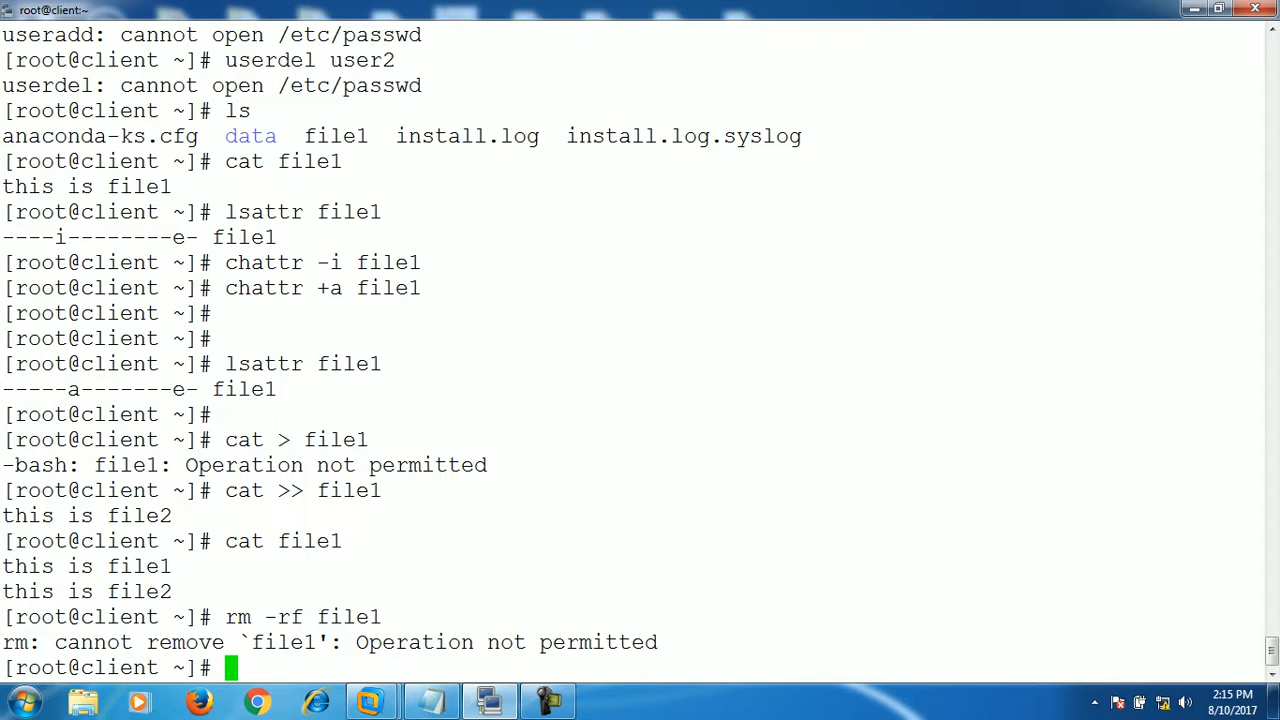 root@client:~
useradd: cannot open /etc/passwd
[root@client ~]# userdel user2
userdel: cannot open /etc/passwd
[root@client ~]# ls
anaconda-ks.cfg  data  file1  install.log  install.log.syslog
[root@client ~]# cat file1
this is file1
[root@client ~]# lsattr file1
----i--------e- file1
[root@client ~]# chattr -i file1
[root@client ~]# chattr +a file1
[root@client ~]#
[root@client ~]#
[root@client ~]# lsattr file1
-----a-------e- file1
[root@client ~]#
[root@client ~]# cat > file1
-bash: file1: Operation not permitted
[root@client ~]# cat >> file1
this is file2
[root@client ~]# cat file1
this is file1
this is file2
[root@client ~]# rm -rf file1
rm: cannot remove `file1': Operation not permitted
[root@client ~]#
2:15 PM
8/10/2017